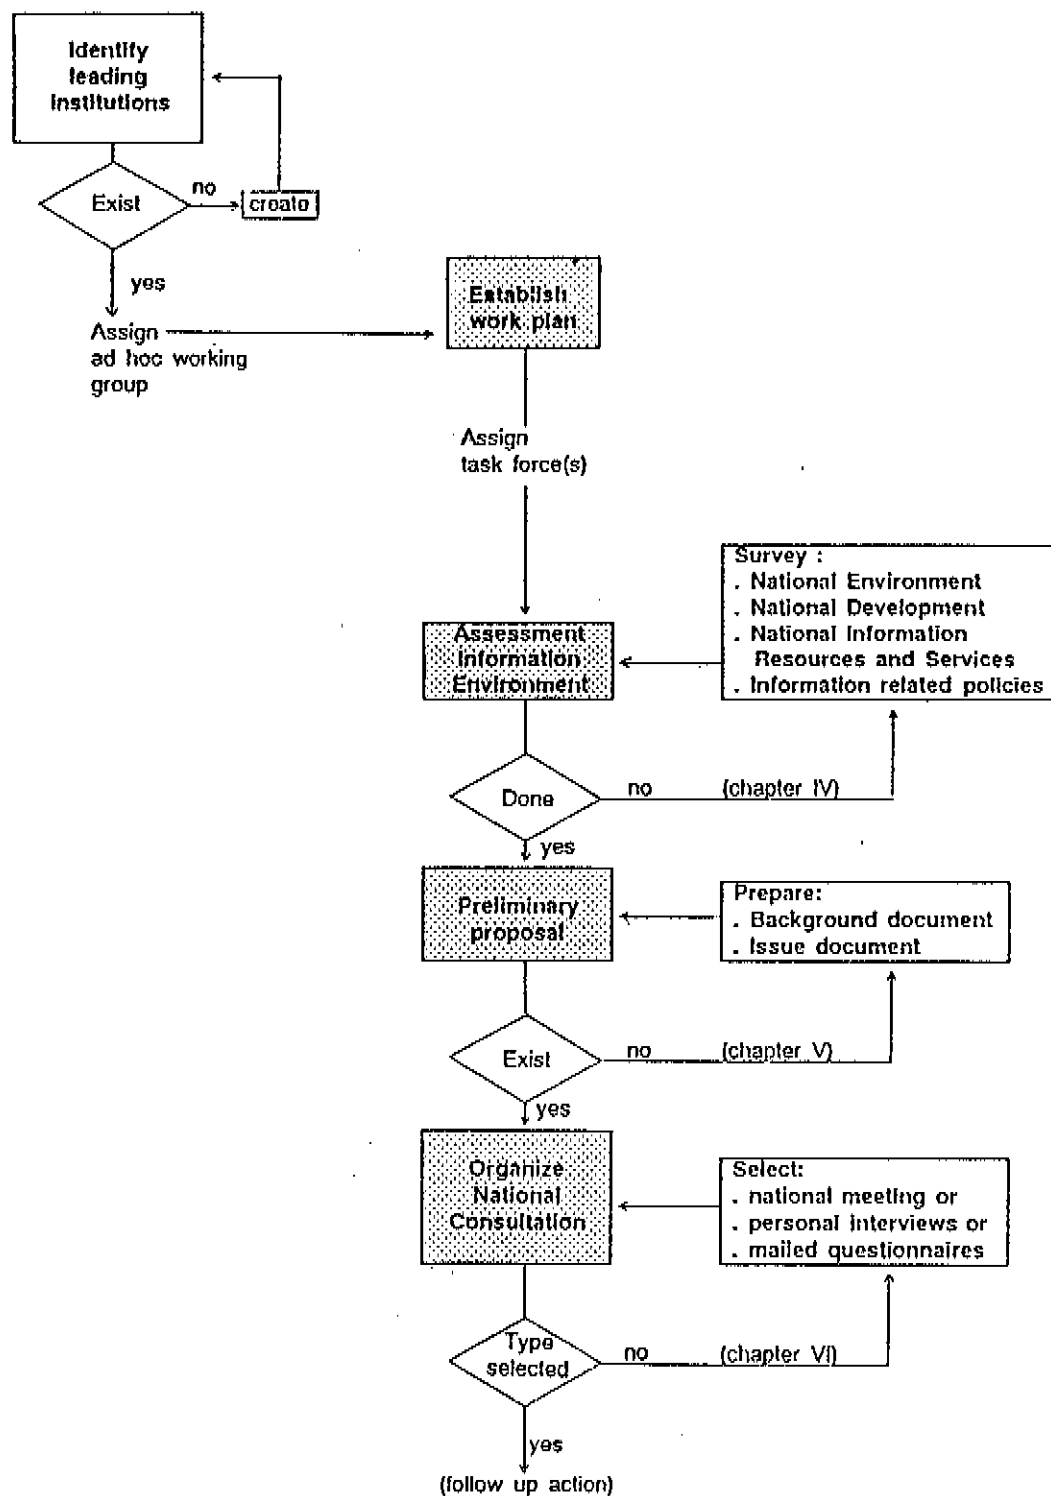 Identify
leading
institutions
Exist
no
create
yes
Assign
ad hoc working
group
Establish
work plan
Assign
task force(s)
Assessment
Information
Environment
Survey :
. National Environment
. National Development
. National Information
Resources and Services
. Information related policies
Done
no
(chapter IV)
yes
Preliminary
proposal
Prepare:
. Background document
. Issue document
Exist
no
(chapter V)
yes
Organize
National
Consultation
Select:
. national meeting or
. personal interviews or
. mailed questionnaires
Type
selected
no
(chapter VI)
yes
(follow up action)